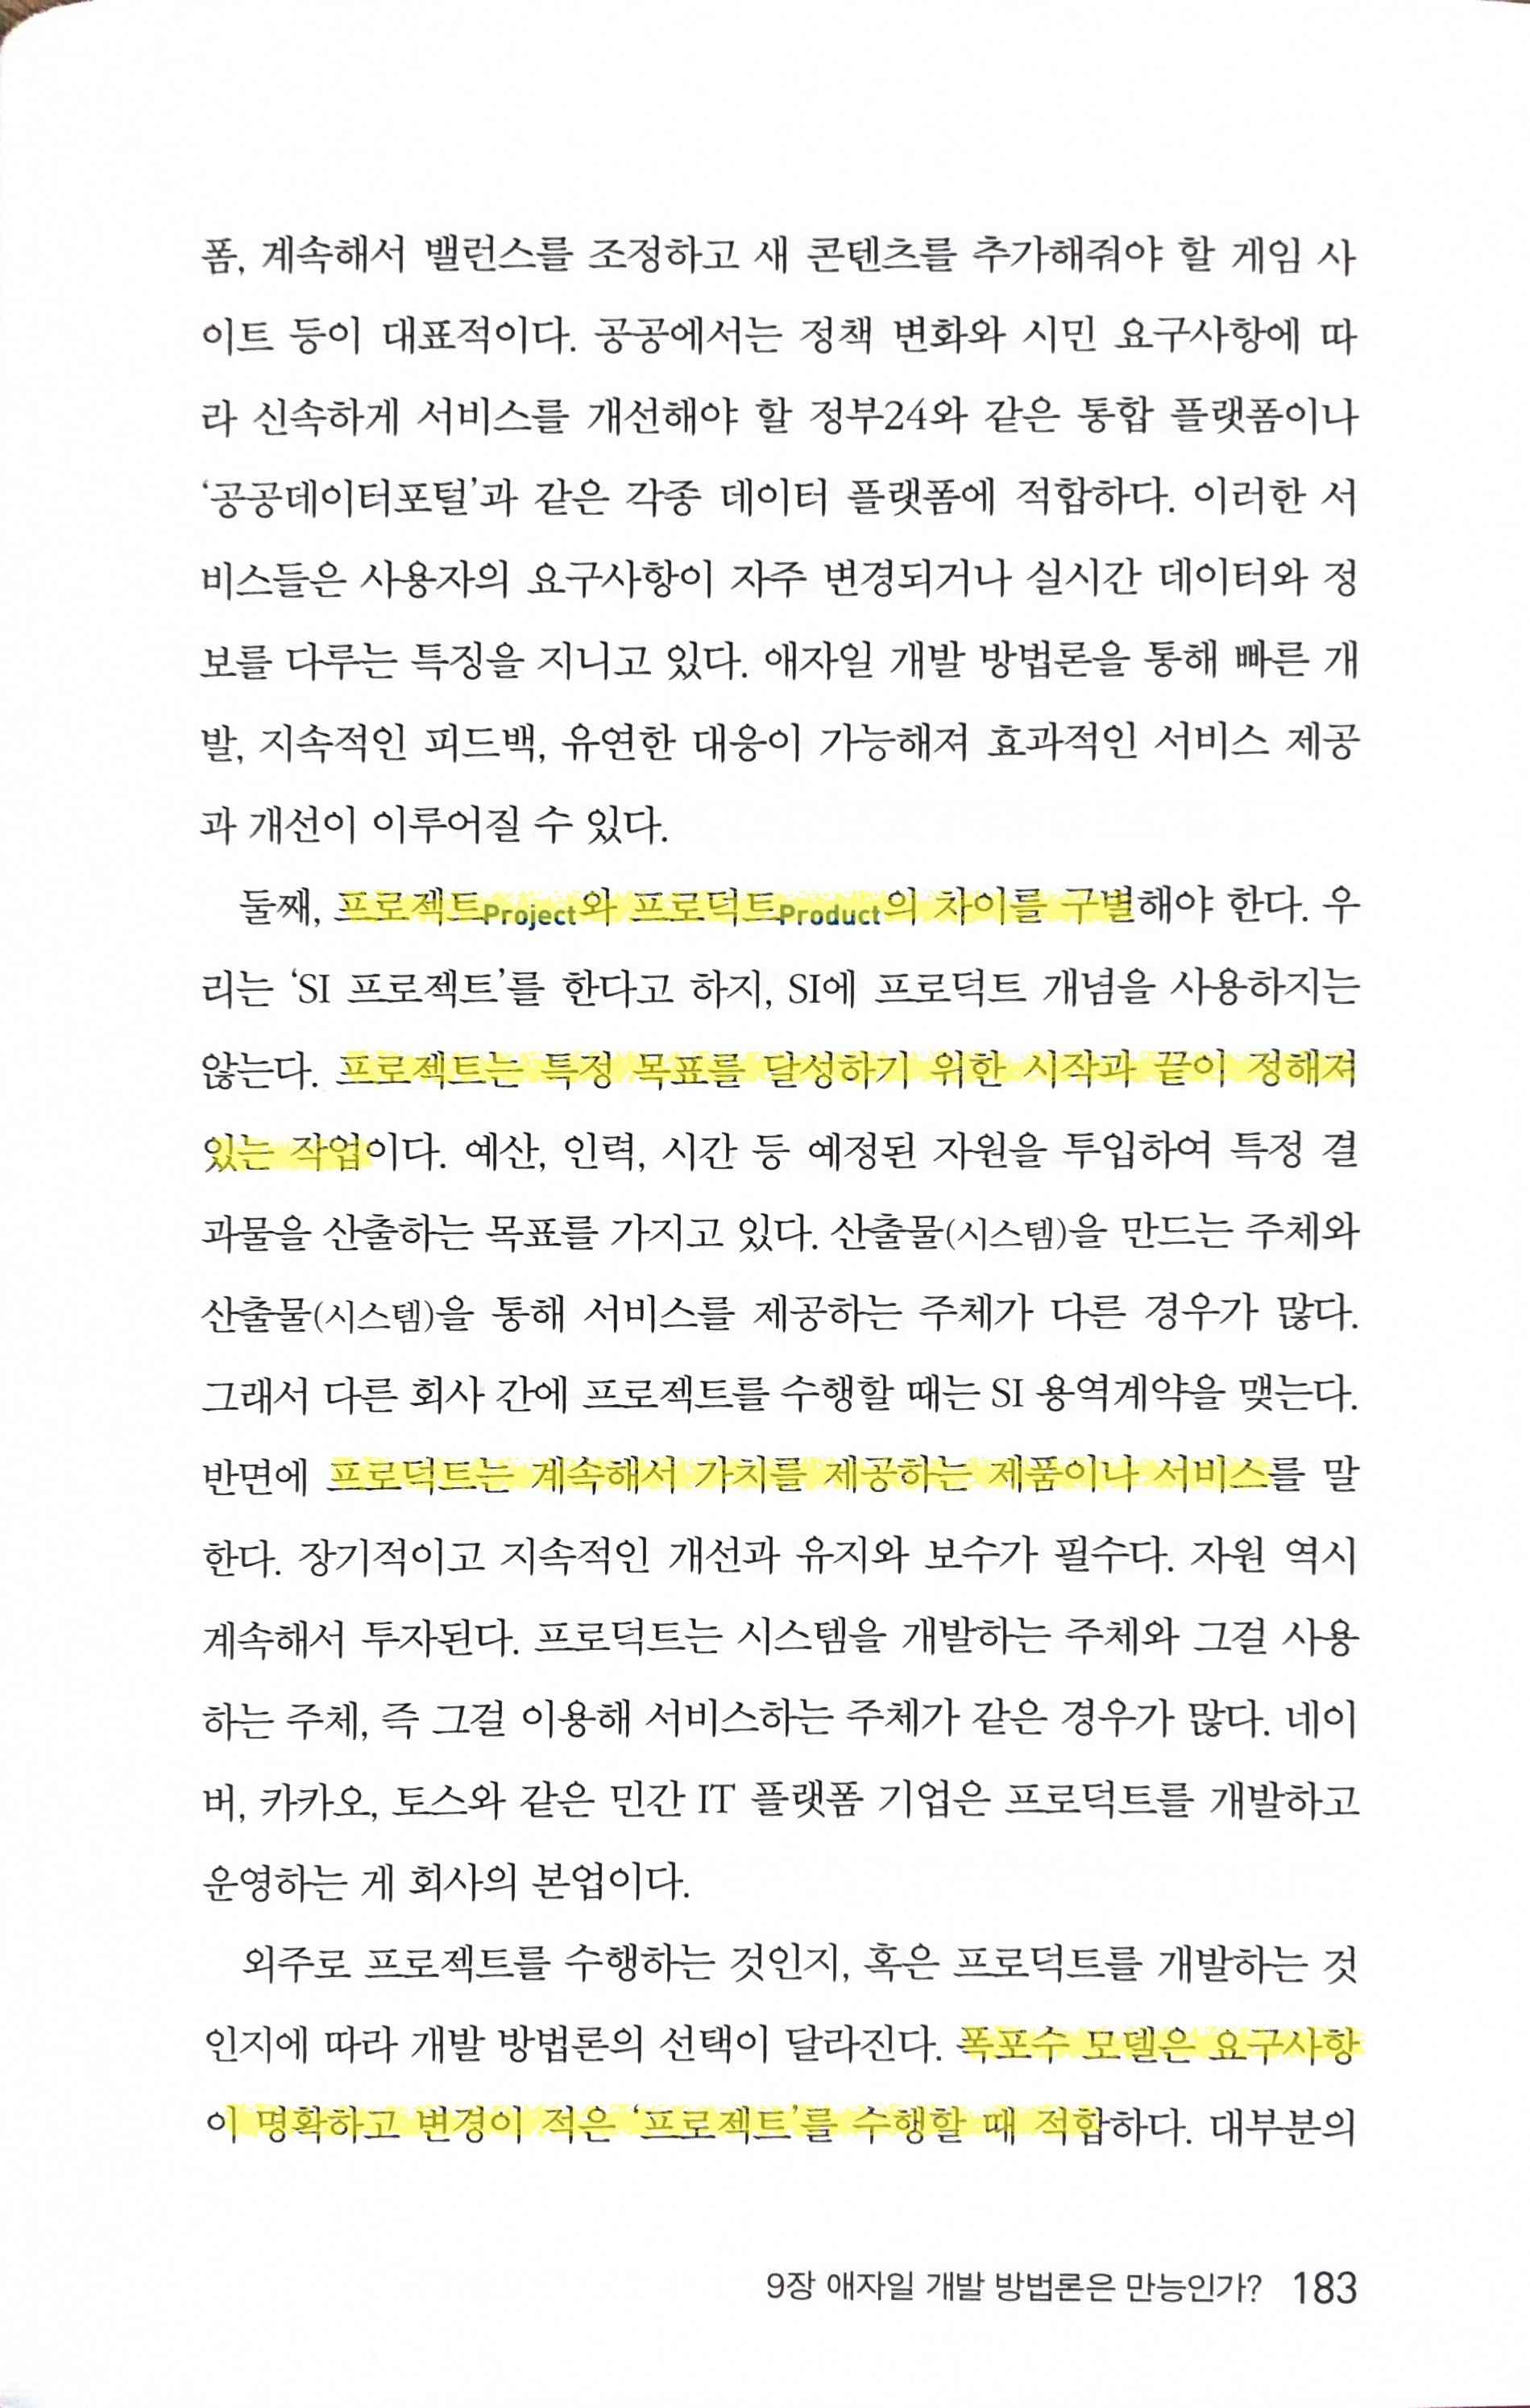 폼, 계속해서 밸런스를 조정하고 새 콘텐츠를 추가해줘야 할 게임 사
이트 등이 대표적이다. 공공에서는 정책 변화와 시민 요구사항에 따
라 신속하게 서비스를 개선해야 할 정부24와 같은 통합 플랫폼이나
‘공공데이터포털’과 같은 각종 데이터 플랫폼에 적합하다. 이러한 서
비스들은 사용자의 요구사항이 자주 변경되거나 실시간 데이터와 정
보를 다루는 특징을 지니고 있다. 애자일 개발 방법론을 통해 빠른 개
발, 지속적인 피드백, 유연한 대응이 가능해져 효과적인 서비스 제공
과 개선이 이루어질 수 있다.
둘째, 프로젝트Project와 프로덕트Product의 차이를 구별해야 한다. 우
리는 ‘SI 프로젝트’를 한다고 하지, SI에 프로덕트 개념을 사용하지는
않는다. 프로젝트는 특정 목표를 달성하기 위한 시작과 끝이 정해져
있는 작업이다. 예산, 인력, 시간 등 예정된 자원을 투입하여 특정 결
과물을 산출하는 목표를 가지고 있다. 산출물(시스템)을 만드는 주체와
산출물(시스템)을 통해 서비스를 제공하는 주체가 다른 경우가 많다.
그래서 다른 회사 간에 프로젝트를 수행할 때는 SI 용역계약을 맺는다.
반면에 프로덕트는 계속해서 가치를 제공하는 제품이나 서비스를 말
한다. 장기적이고 지속적인 개선과 유지와 보수가 필수다. 자원 역시
계속해서 투자된다. 프로덕트는 시스템을 개발하는 주체와 그걸 사용
하는 주체, 즉 그걸 이용해 서비스하는 주체가 같은 경우가 많다. 네이
버, 카카오, 토스와 같은 민간 IT 플랫폼 기업은 프로덕트를 개발하고
운영하는 게 회사의 본업이다.
외주로 프로젝트를 수행하는 것인지, 혹은 프로덕트를 개발하는 것
인지에 따라 개발 방법론의 선택이 달라진다. 폭포수 모델은 요구사항
이 명확하고 변경이 적은 ‘프로젝트’를 수행할 때 적합하다. 대부분의
9장 애자일 개발 방법론은 만능인가? 183